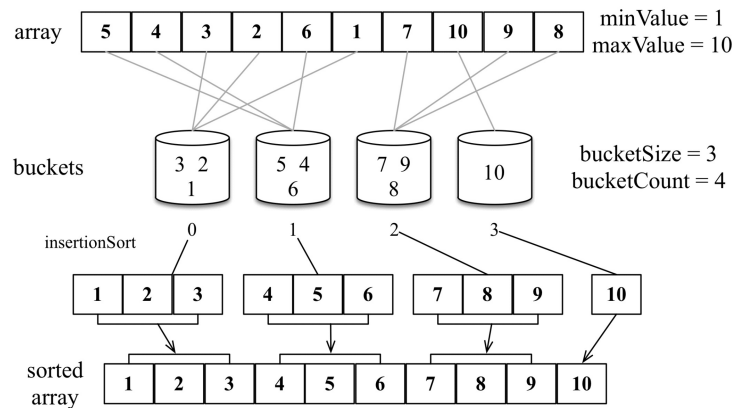 array 5 4 3 2 6 1 7 10 9 8 minValue = 1
maxValue = 10
buckets
3 2
1
5 4
6
7 9
8
10
bucketSize = 3
bucketCount = 4
insertionSort
0 1 2 3
1 2 3 4 5 6 7 8 9 10
sorted
array
1 2 3 4 5 6 7 8 9 10